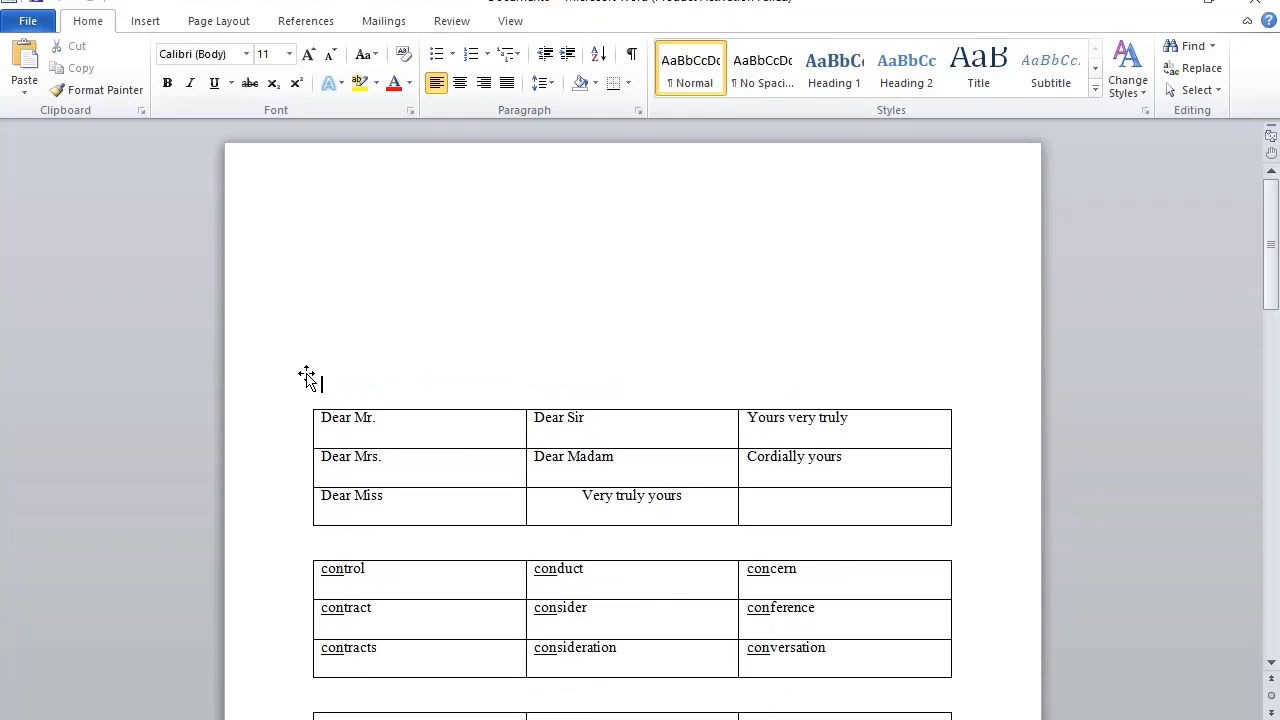 File Home Insert Page Layout References Mailings Review View
Cut
Copy
Format Painter
Paste
Calibri (Body) 11
Clipboard Font Paragraph Styles Editing
AaBbCcDc AaBbCcDc AaBbC AaBbCc AaB AaBbCc.
¶ Normal ¶ No Spaci... Heading 1 Heading 2 Title Subtitle
Change
Styles
Find
Replace
Select
Dear Mr. Dear Sir Yours very truly
Dear Mrs. Dear Madam Cordially yours
Dear Miss Very truly yours
control conduct concern
contract consider conference
contracts consideration conversation